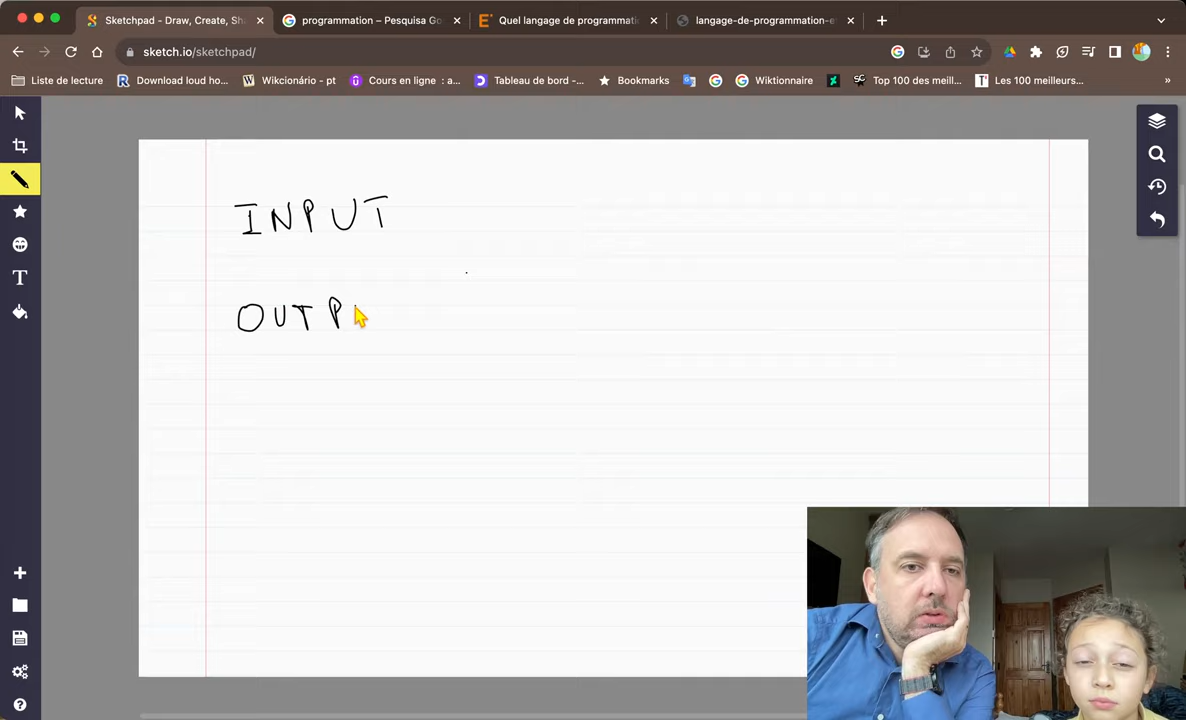 Sketchpad - Draw, Create, Sha
programmation – Pesquisa Go
Quel langage de programmati
langage-de-programmation-e
sketch.io/sketchpad/
Liste de lecture
Download loud ho...
Wikcionário - pt
Cours en ligne : a...
Tableau de bord -...
Bookmarks
Wiktionnaire
Top 100 des meill...
Les 100 meilleurs...
»
INPUT
OUTP